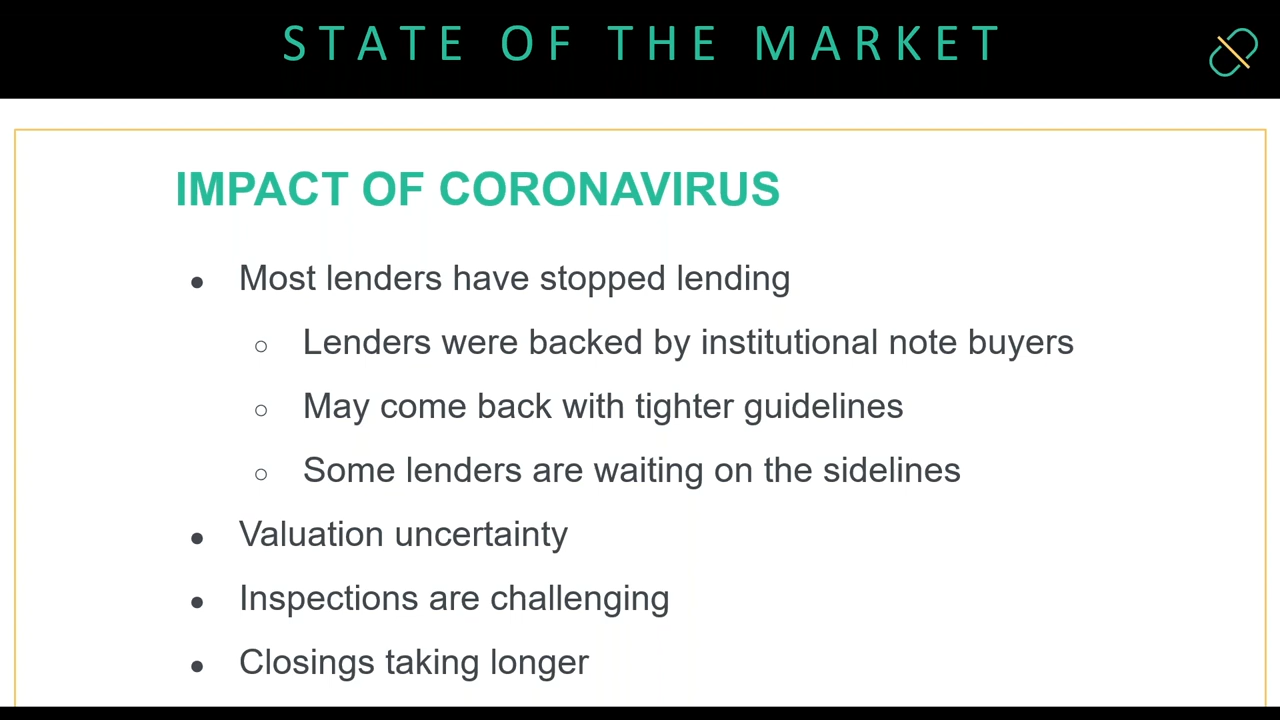 STATE OF THE MARKET
IMPACT OF CORONAVIRUS
● Most lenders have stopped lending
○ Lenders were backed by institutional note buyers
○ May come back with tighter guidelines
○ Some lenders are waiting on the sidelines
● Valuation uncertainty
● Inspections are challenging
● Closings taking longer